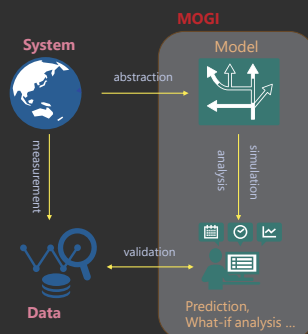 MOGI
System
Model
abstraction
measurement
analysis
simulation
validation
Data
Prediction,
What-if analysis ...